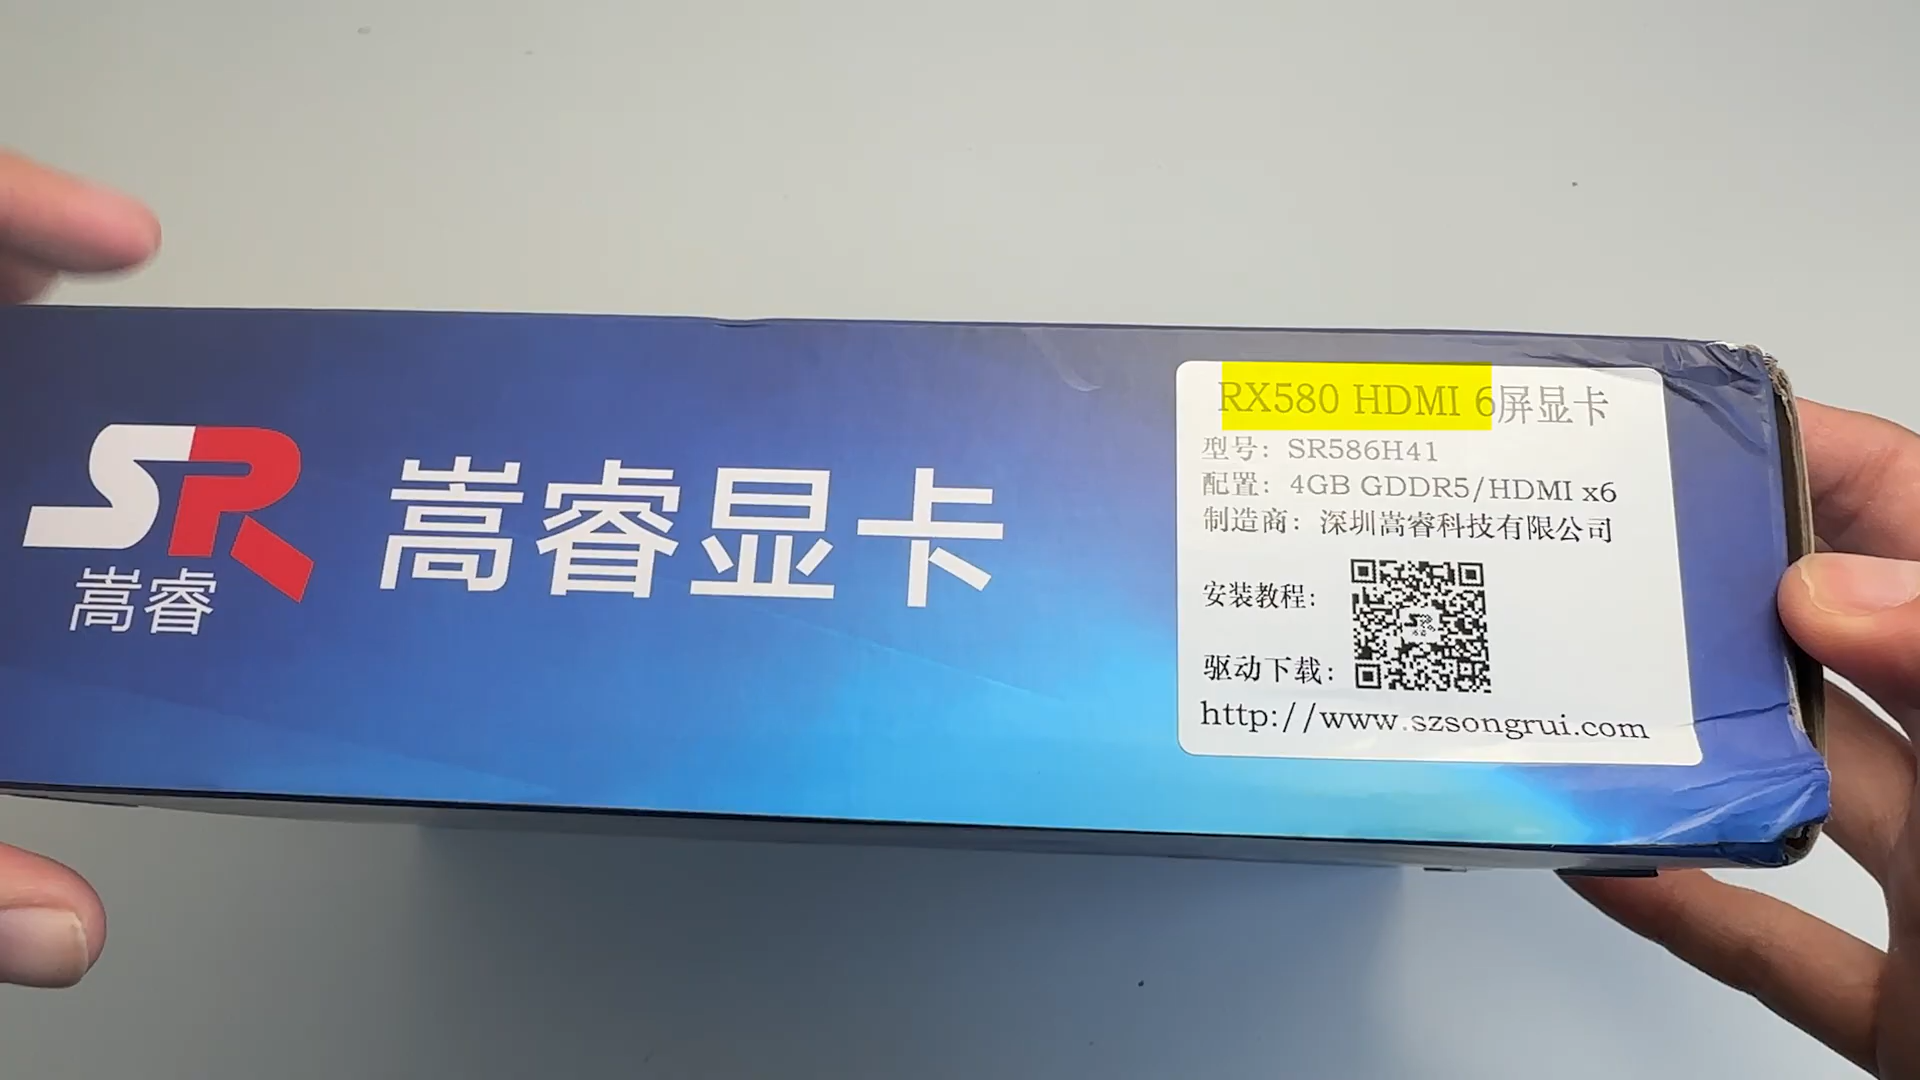 SR
嵩睿
嵩睿显卡
RX580 HDMI 6屏显卡
型号：SR586H41
配置：4GB GDDR5/HDMI x6
制造商：深圳嵩睿科技有限公司
安装教程：
驱动下载：
http://www.szsongrui.com